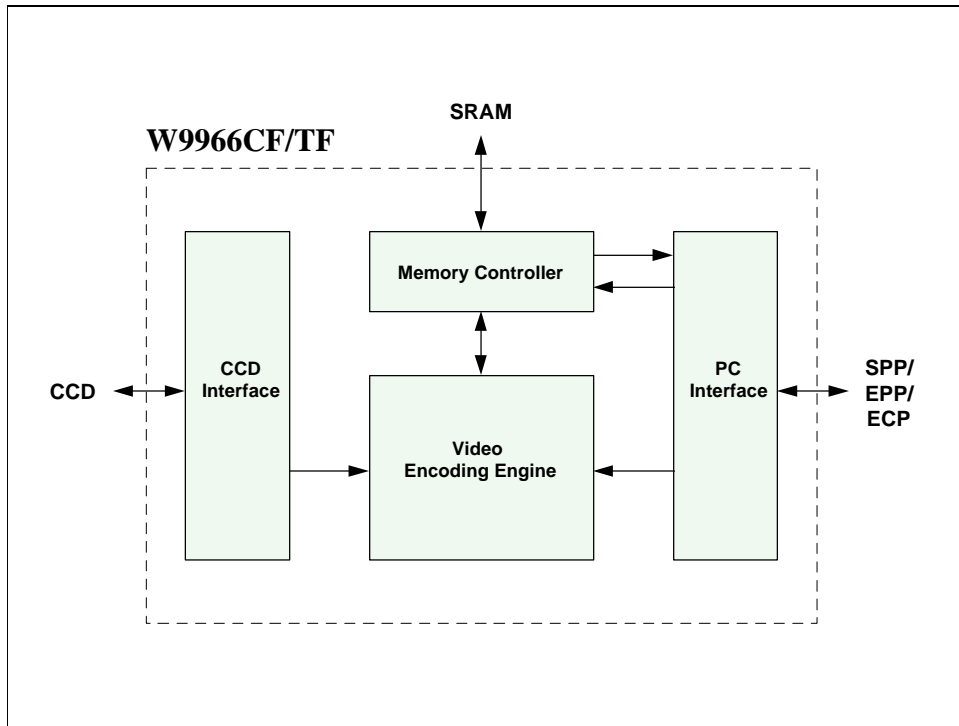 SRAM
W9966CF/TF
Memory Controller
CCD
CCD
Interface
Video
Encoding Engine
PC
Interface
SPP/
EPP/
ECP